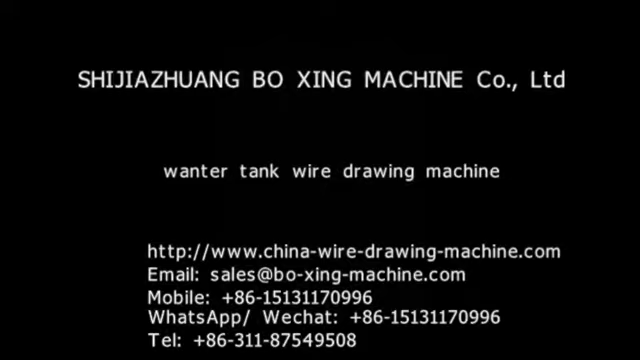 SHIJIAZHUANG BO XING MACHINE Co., Ltd
wanter tank wire drawing machine
http://www.china-wire-drawing-machine.com
Email: sales@bo-xing-machine.com
Mobile: +86-15131170996
WhatsApp/ Wechat: +86-15131170996
Tel: +86-311-87549508